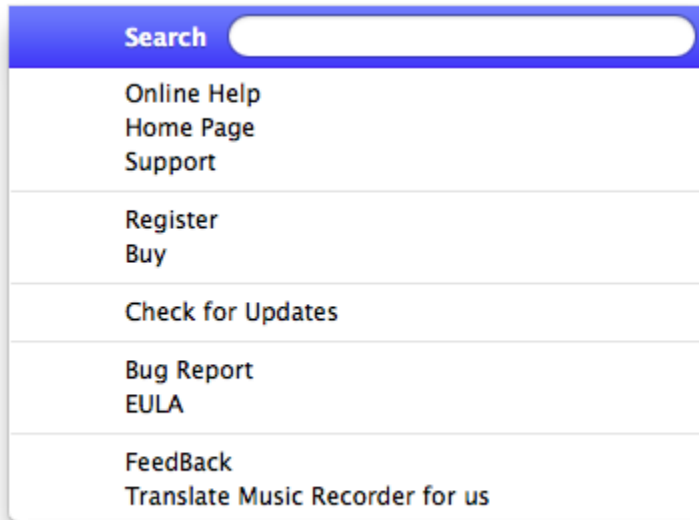 Search
Online Help
Home Page
Support
Register
Buy
Check for Updates
Bug Report
EULA
FeedBack
Translate Music Recorder for us